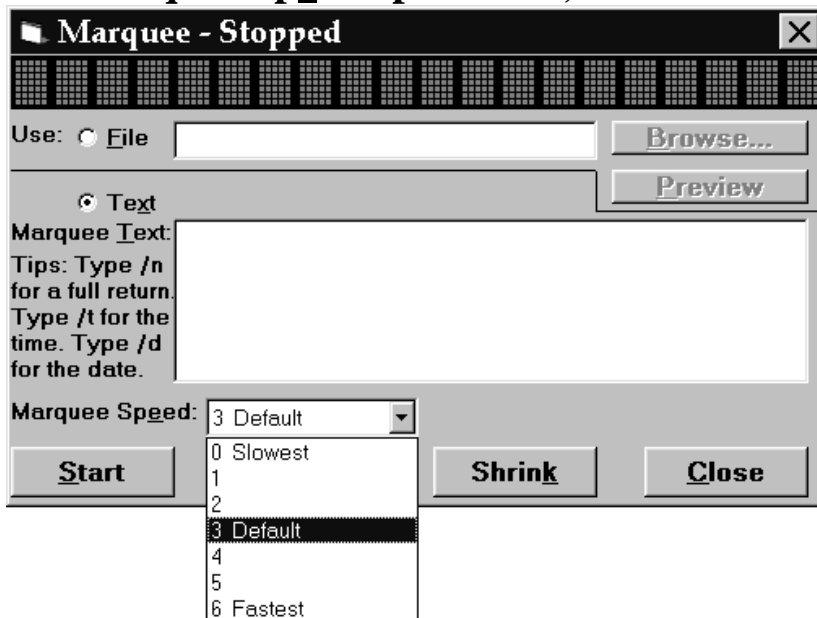 Marquee - Stopped
Use: File
Browse...
Preview
Text
Marquee Text:
Tips: Type /n
for a full return.
Type /t for the
time. Type /d
for the date.
Marquee Speed: 3 Default
0 Slowest
1
2
3 Default
4
5
6 Fastest
Start
Shrink
Close